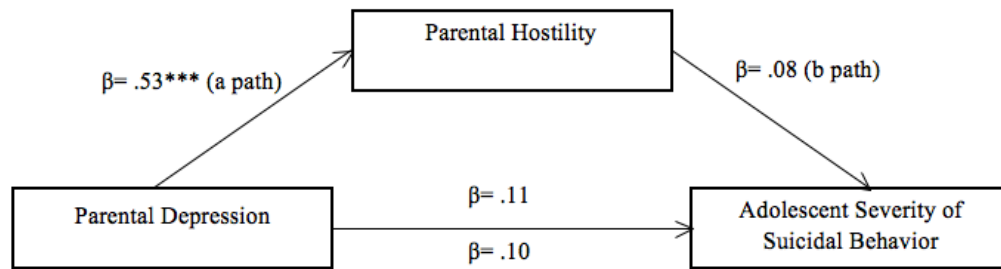 Parental Hostility
β= .53*** (a path)
β= .08 (b path)
Parental Depression
β= .11
β= .10
Adolescent Severity of
Suicidal Behavior